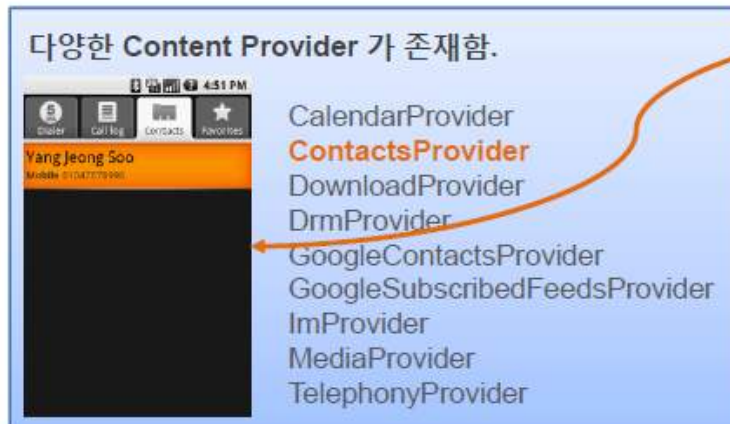 다양한 Content Provider 가 존재함.
4:51 PM
Dialer Call log Contacts Favorites
Yang Jeong Soo
Mobile
CalendarProvider
ContactsProvider
DownloadProvider
DrmProvider
GoogleContactsProvider
GoogleSubscribedFeedsProvider
ImProvider
MediaProvider
TelephonyProvider